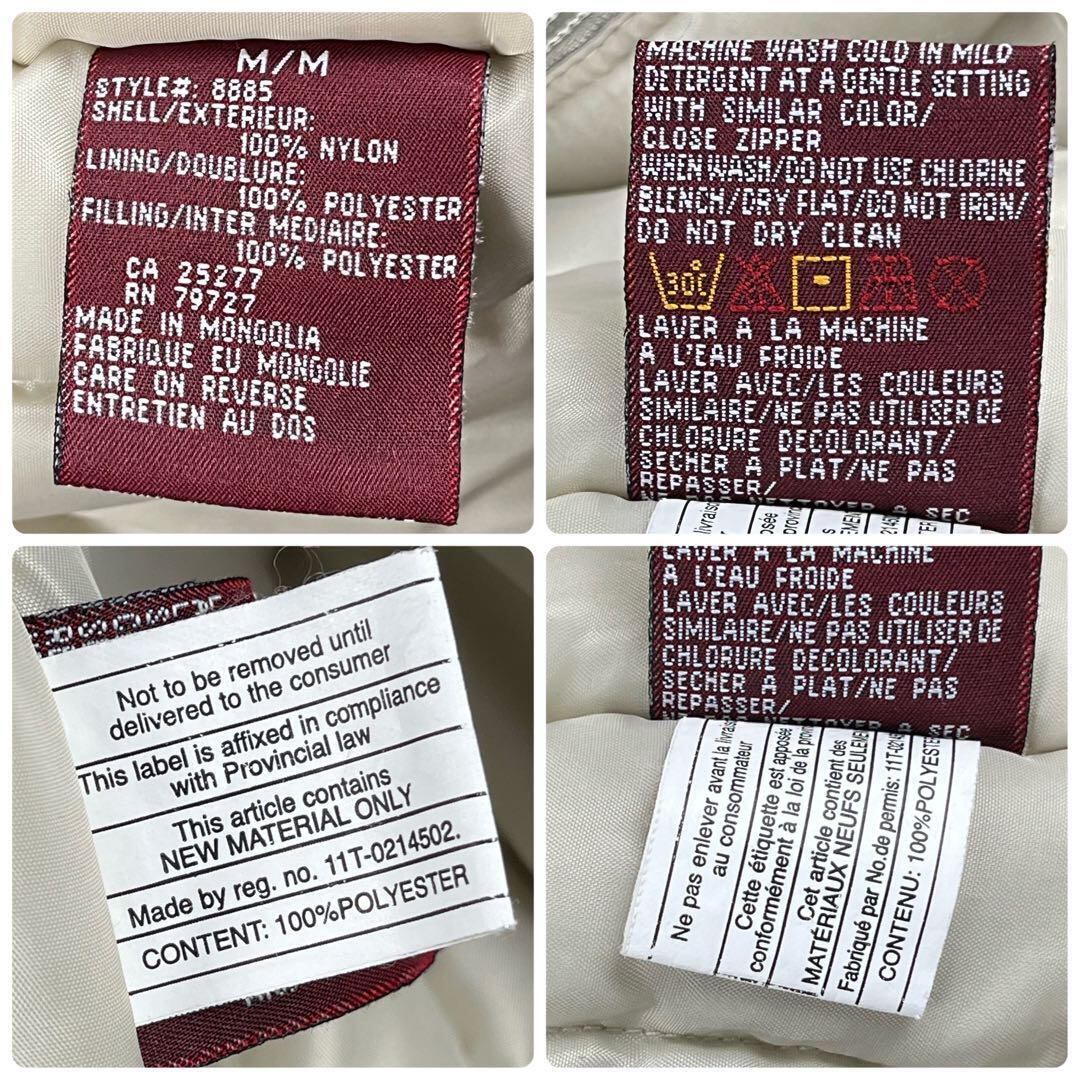 M/M
STYLE#: 8885
SHELL/EXTERIEUR:
100% NYLON
LINING/DOUBLURE:
100% POLYESTER
FILLING/INTER MEDIAIRE:
100% POLYESTER
CA 25277
RN 79727
MADE IN MONGOLIA
FABRIQUE EU MONGOLIE
CARE ON REVERSE
ENTRETIEN AU DOS
MACHINE WASH COLD IN MILD
DETERGENT AT A GENTLE SETTING
WITH SIMILAR COLOR/
CLOSE ZIPPER
WHEN WASH/DO NOT USE CHLORINE
BLENCH/DRY FLAT/DO NOT IRON/
DO NOT DRY CLEAN
30C
LAVER A LA MACHINE
A L'EAU FROIDE
LAVER AVEC/LES COULEURS
SIMILAIRE/NE PAS UTILISER DE
CHLORURE DECOLORANT/
SECHER A PLAT/NE PAS
REPASSER/
A SEC
Not to be removed until
delivered to the consumer
This label is affixed in compliance
with Provincial law
This article contains
NEW MATERIAL ONLY
Made by reg. no. 11T-0214502.
CONTENT: 100%POLYESTER
LAVER A LA MACHINE
A L'EAU FROIDE
LAVER AVEC/LES COULEURS
SIMILAIRE/NE PAS UTILISER DE
CHLORURE DECOLORANT/
SECHER A PLAT/NE PAS
REPASSER/
A SEC
Ne pas enlever avant la livrais
au consommateur
Cette étiquette est apposée
conformément à la loi de la provi
Cet article contient des
MATÉRIAUX NEUFS SEULEME
Fabriqué par No.de permis: 11T-0214
CONTENU: 100%POLYESTE